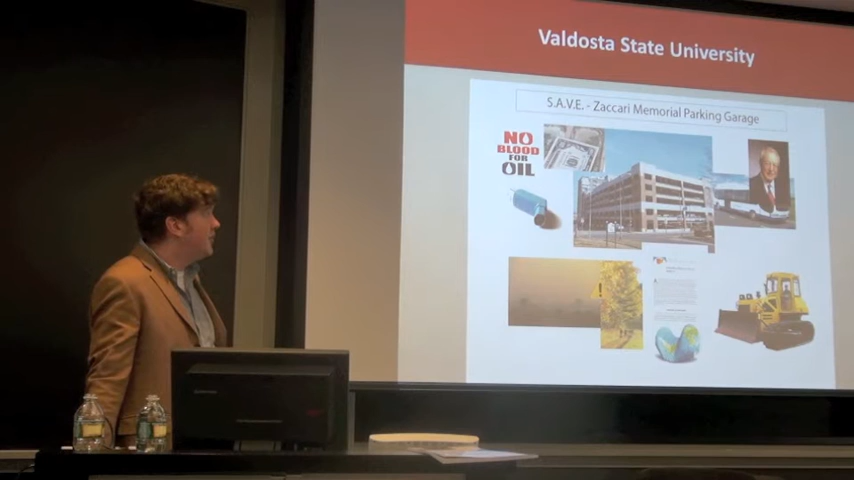 Valdosta State University
S.A.V.E. - Zaccari Memorial Parking Garage
NO
BLOOD
FOR
OIL